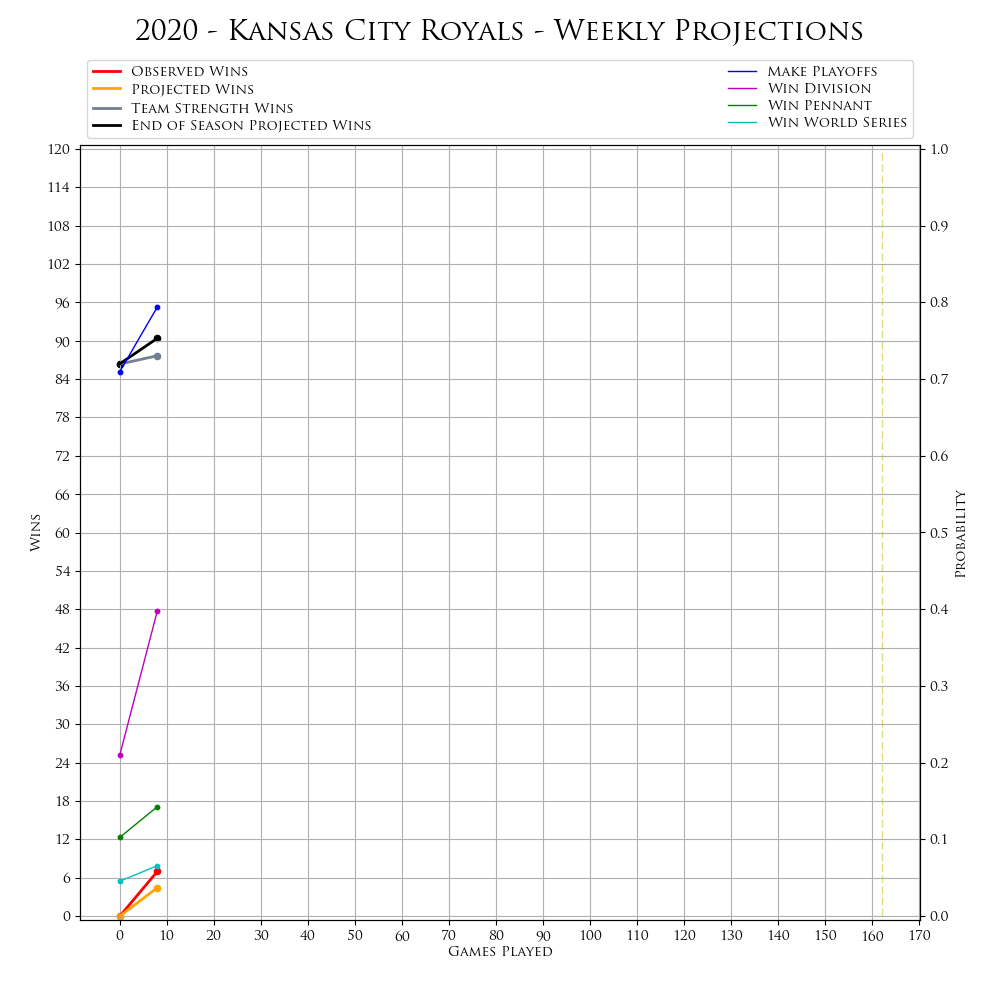 2020 - Kansas City Royals - Weekly Projections
Observed Wins
Projected Wins
Team Strength Wins
End of Season Projected Wins
Make Playoffs
Win Division
Win Pennant
Win World Series
120
114
108
102
96
90
84
78
72
66
60
54
48
42
36
30
24
18
12
6
0
Wins
1.0
0.9
0.8
0.7
0.6
0.5
0.4
0.3
0.2
0.1
0.0
Probability
0 10 20 30 40 50 60 70 80 90 100 110 120 130 140 150 160 170
Games Played